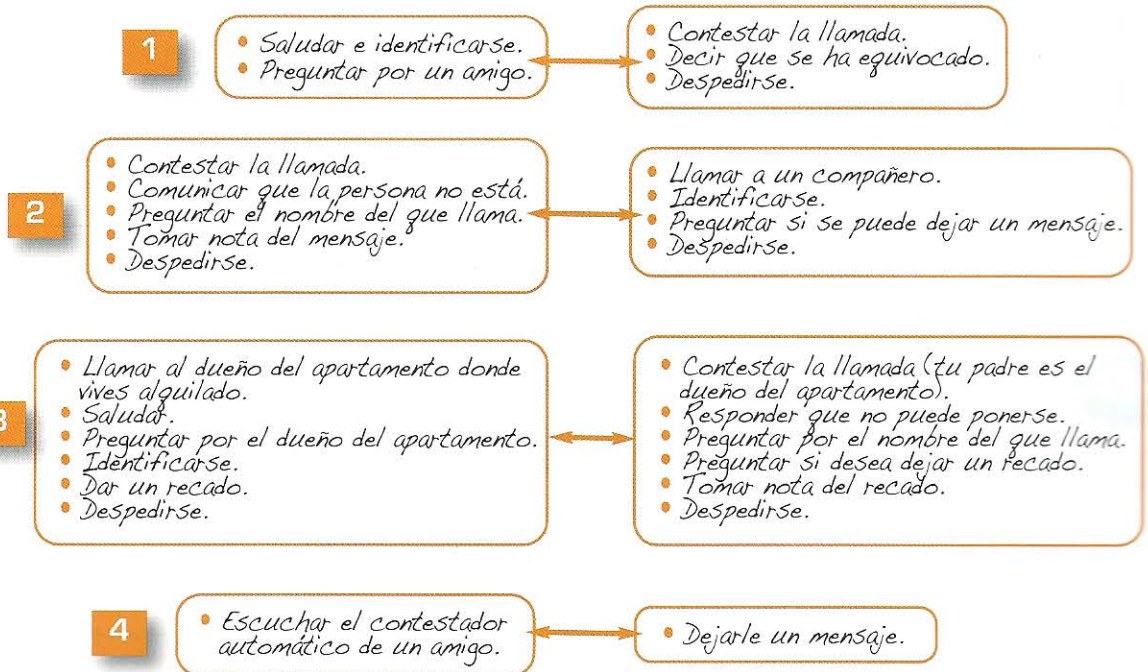 1
• Saludar e identificarse.
• Preguntar por un amigo.
• Contestar la llamada.
• Decir que se ha equivocado.
• Despedirse.
2
• Contestar la llamada.
• Comunicar que la persona no está.
• Preguntar el nombre del que llama.
• Tomar nota del mensaje.
• Despedirse.
• Llamar a un compañero.
• Identificarse.
• Preguntar si se puede dejar un mensaje.
• Despedirse.
3
• Llamar al dueño del apartamento donde
vives alquilado.
• Saludar.
• Preguntar por el dueño del apartamento.
• Identificarse.
• Dar un recado.
• Despedirse.
• Contestar la llamada (tu padre es el
dueño del apartamento).
• Responder que no puede ponerse.
• Preguntar por el nombre del que llama.
• Preguntar si desea dejar un recado.
• Tomar nota del recado.
• Despedirse.
4
• Escuchar el contestador
automático de un amigo.
• Dejarle un mensaje.